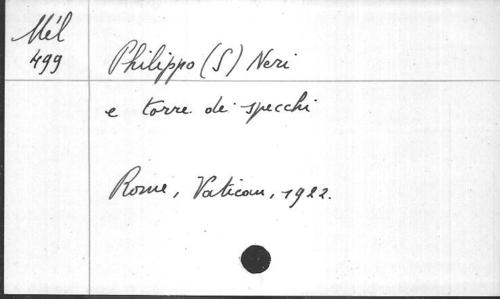 Mél
499
Philippo (S) Neri
e torre de' specchi
Rome, Vatican, 1922.